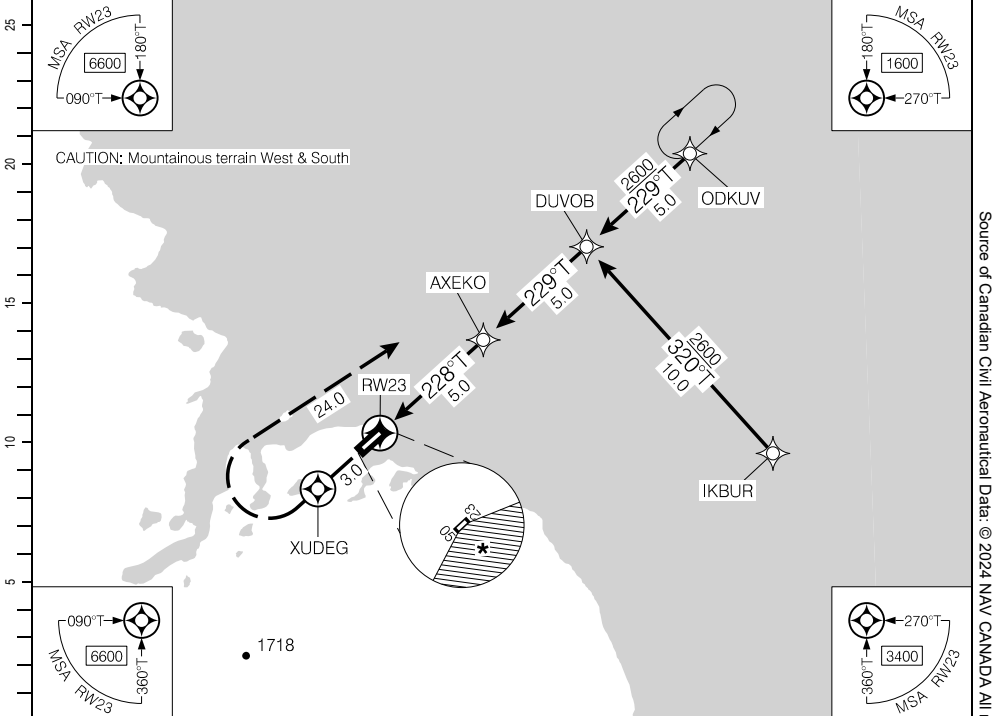 25
20
15
10
5
MSA RW23
6600
180°T
090°T
MSA RW23
1600
180°T
270°T
CAUTION: Mountainous terrain West & South
ODKUV
2600
229°T
5.0
DUVOB
229°T
5.0
AXEKO
228°T
5.0
2600
320°T
10.0
IKBUR
RW23
24.0
3.0
XUDEG
05
23
*
1718
090°T
6600
360°T
MSA RW23
270°T
3400
360°T
MSA RW23
Source of Canadian Civil Aeronautical Data: © 2024 NAV CANADA All